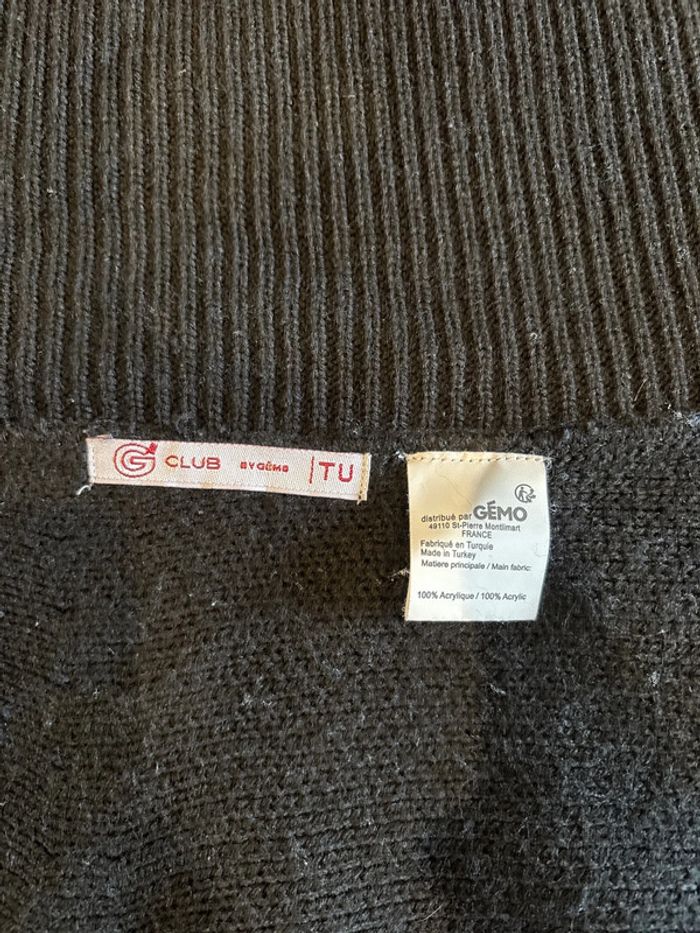 G CLUB BY GÉMO | TU
distribué par GÉMO
49110 St-Pierre Montlimart
FRANCE
Fabriqué en Turquie
Made in Turkey
Matiere principale / Main fabric:
100% Acrylique / 100% Acrylic